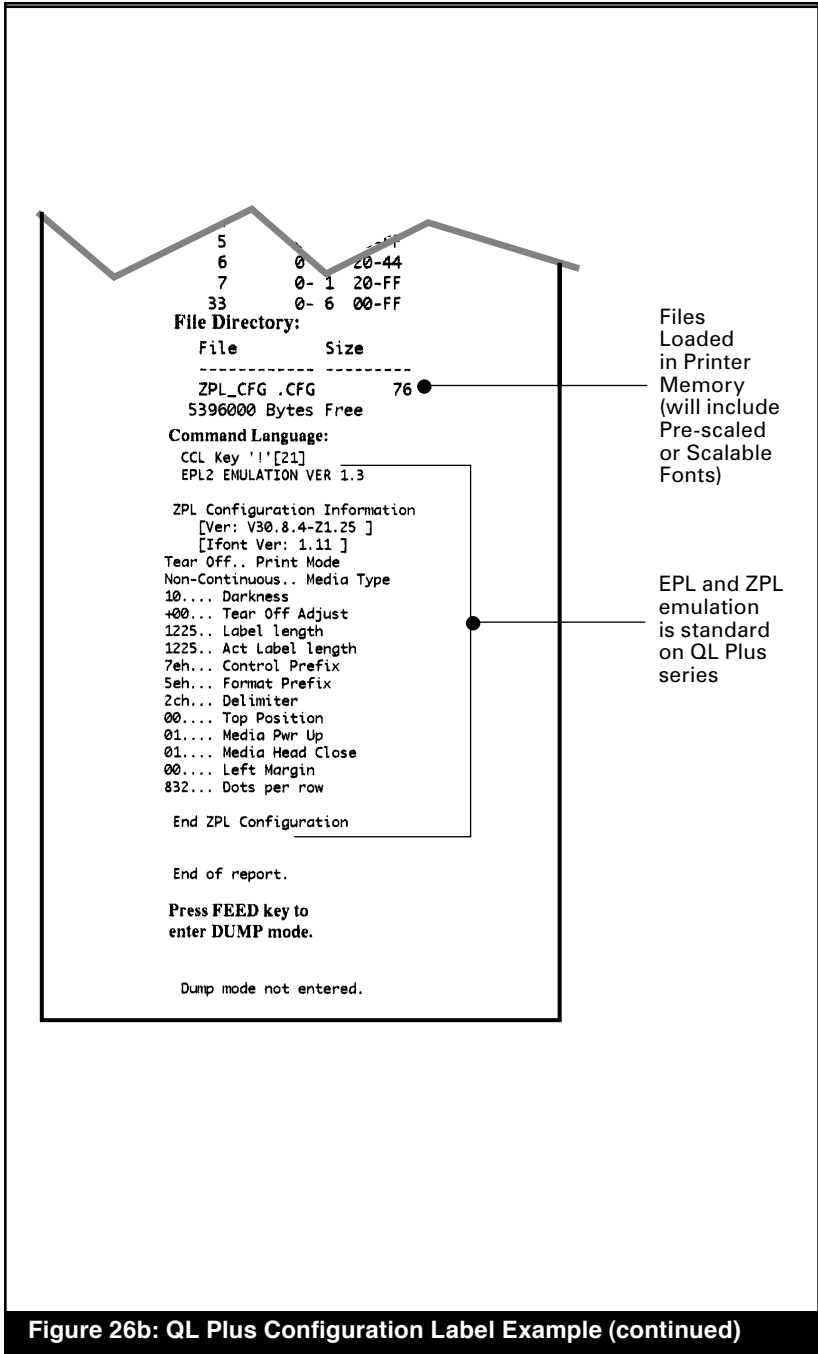 5
6 0 20-44
7 0- 1 20-FF
33 0- 6 00-FF
File Directory:
File Size
------------ ---------
ZPL_CFG .CFG 76
5396000 Bytes Free
Command Language:
CCL Key '!'[21]
EPL2 EMULATION VER 1.3
ZPL Configuration Information
[Ver: V30.8.4-Z1.25 ]
[Ifont Ver: 1.11 ]
Tear Off.. Print Mode
Non-Continuous.. Media Type
10.... Darkness
+00... Tear Off Adjust
1225.. Label length
1225.. Act Label length
7eh... Control Prefix
5eh... Format Prefix
2ch... Delimiter
00.... Top Position
01.... Media Pwr Up
01.... Media Head Close
00.... Left Margin
832... Dots per row
End ZPL Configuration
End of report.
Press FEED key to
enter DUMP mode.
Dump mode not entered.
Files
Loaded
in Printer
Memory
(will include
Pre-scaled
or Scalable
Fonts)
EPL and ZPL
emulation
is standard
on QL Plus
series
Figure 26b: QL Plus Configuration Label Example (continued)